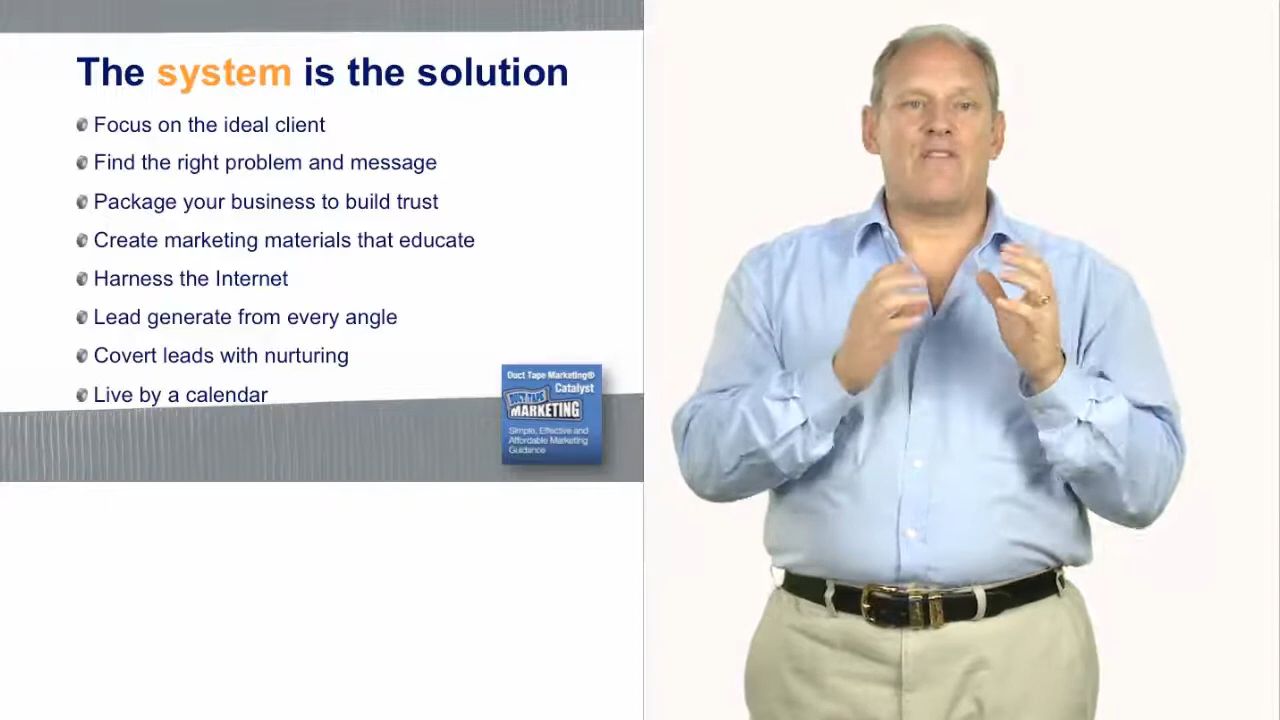 The system is the solution
Focus on the ideal client
Find the right problem and message
Package your business to build trust
Create marketing materials that educate
Harness the Internet
Lead generate from every angle
Covert leads with nurturing
Live by a calendar
Duct Tape Marketing®
Catalyst
DUCT TAPE
MARKETING
Simple, Effective and
Affordable Marketing
Guidance